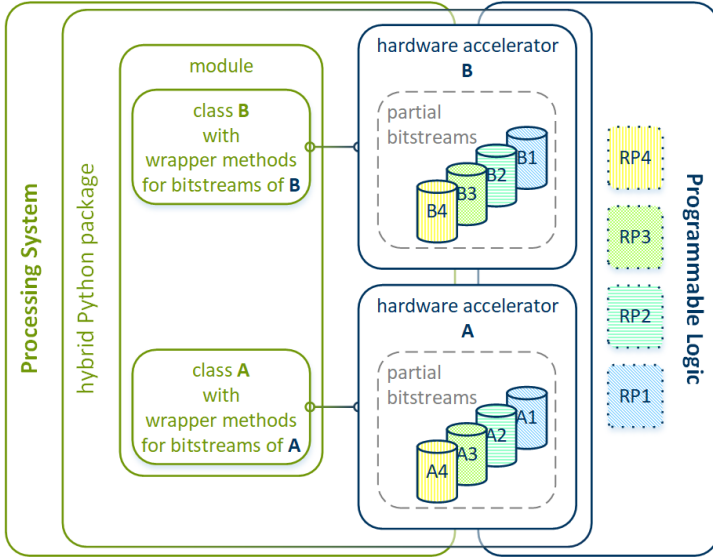 Processing System
hybrid Python package
module
class B
with
wrapper methods
for bitstreams of B
class A
with
wrapper methods
for bitstreams of A
hardware accelerator
B
partial
bitstreams
B1
B2
B3
B4
hardware accelerator
A
partial
bitstreams
A1
A2
A3
A4
RP4
RP3
RP2
RP1
Programmable Logic